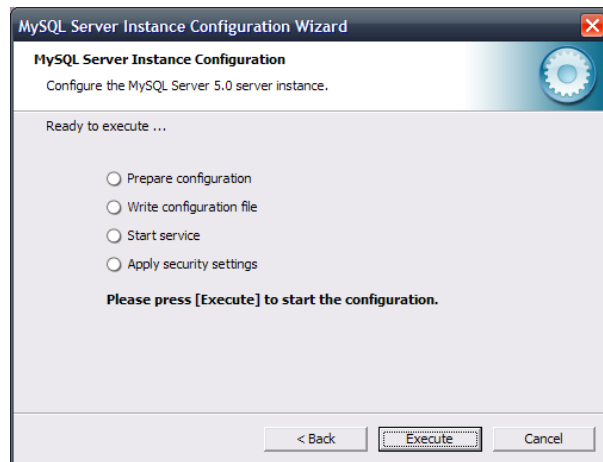 MySQL Server Instance Configuration Wizard
MySQL Server Instance Configuration
Configure the MySQL Server 5.0 server instance.
Ready to execute ...
Prepare configuration
Write configuration file
Start service
Apply security settings
Please press [Execute] to start the configuration.
< Back
Execute
Cancel